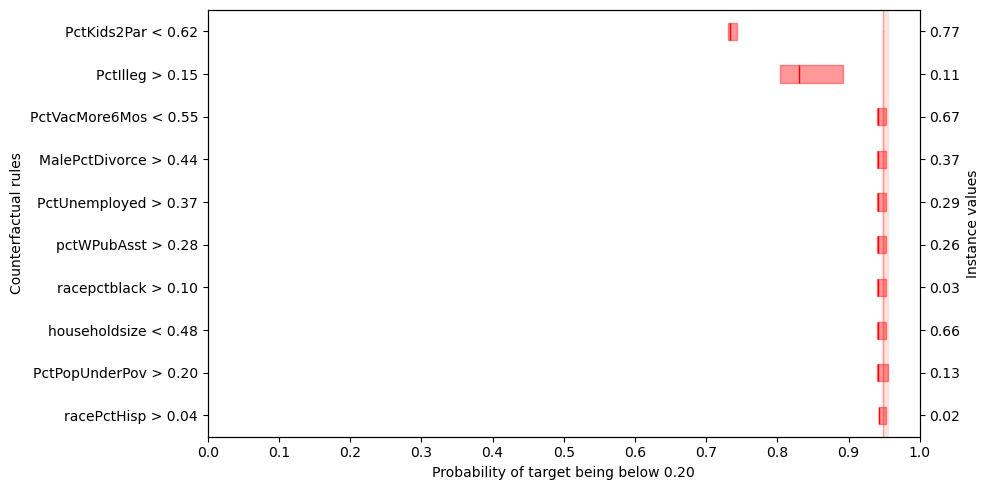 PctKids2Par < 0.62 0.77
PctIlleg > 0.15 0.11
PctVacMore6Mos < 0.55 0.67
MalePctDivorce > 0.44 0.37
PctUnemployed > 0.37 0.29
pctWPubAsst > 0.28 0.26
racepctblack > 0.10 0.03
householdsize < 0.48 0.66
PctPopUnderPov > 0.20 0.13
racePctHisp > 0.04 0.02
Counterfactual rules
Instance values
0.0 0.1 0.2 0.3 0.4 0.5 0.6 0.7 0.8 0.9 1.0
Probability of target being below 0.20